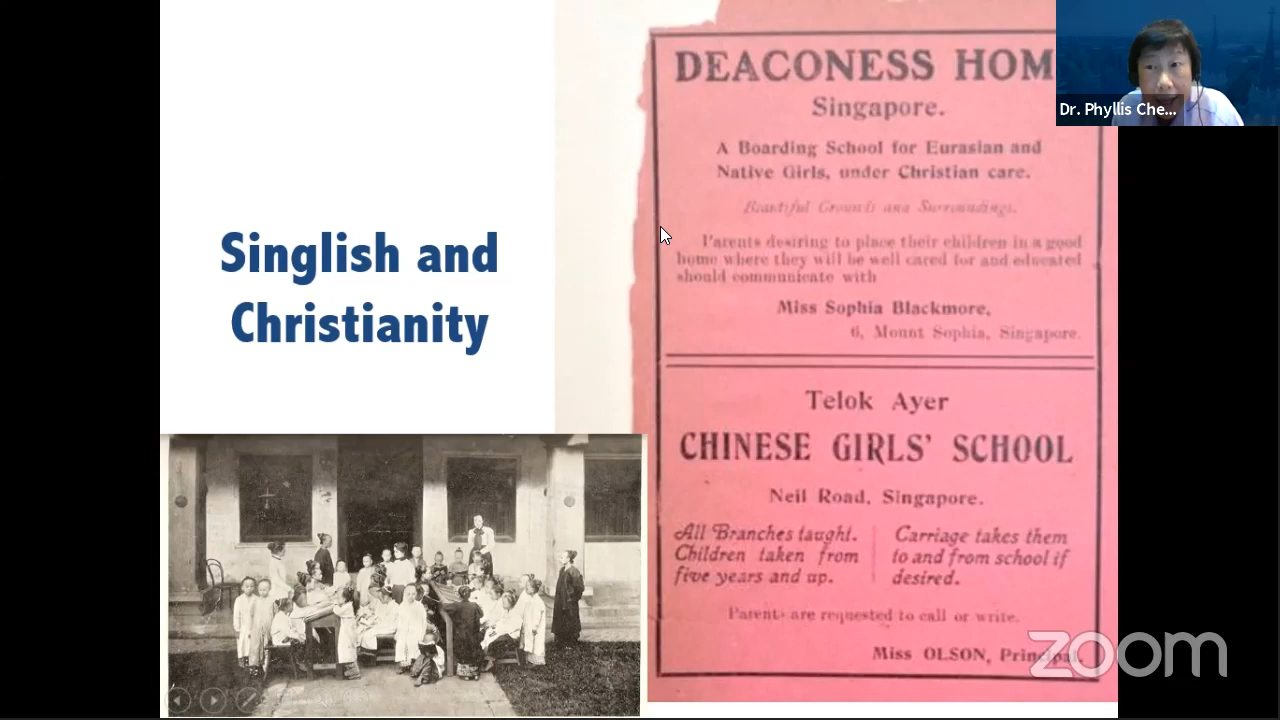 Singlish and
Christianity
DEACONESS HOM
Singapore.
A Boarding School for Eurasian and
Native Girls, under Christian care.
Beautiful Grounds and Surroundings.
Parents desiring to place their children in a good
home where they will be well cared for and educated
should communicate with
Miss Sophia Blackmore,
6, Mount Sophia, Singapore.
Telok Ayer
CHINESE GIRLS' SCHOOL
Neil Road, Singapore.
All Branches taught.
Children taken from
five years and up.
Carriage takes them
to and from school if
desired.
Parents are requested to call or write.
Miss OLSON, Principal.
Dr. Phyllis Che...
zoom